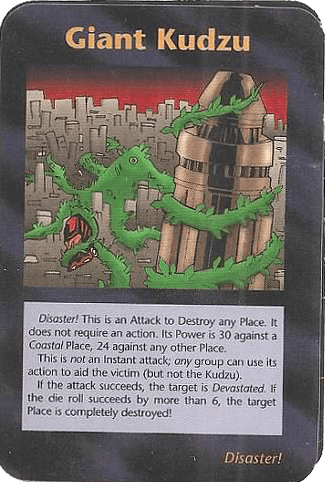 Giant Kudzu
Disaster! This is an Attack to Destroy any Place. It
does not require an action. Its Power is 30 against a
Coastal Place, 24 against any other Place.
This is not an Instant attack; any group can use its
action to aid the victim (but not the Kudzu).
If the attack succeeds, the target is Devastated. If
the die roll succeeds by more than 6, the target
Place is completely destroyed!
Disaster!